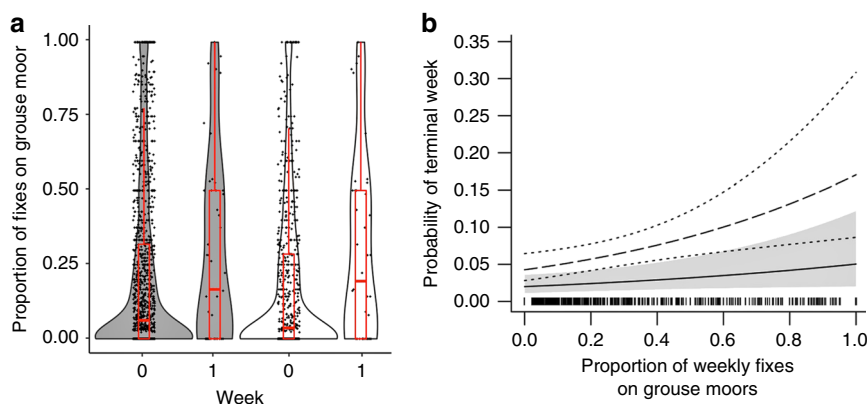 a
1.00
0.75
0.50
0.25
0.00
Proportion of fixes on grouse moor
0 1 0 1
Week
b
0.35
0.30
0.25
0.20
0.15
0.10
0.05
0.00
Probability of terminal week
0.0 0.2 0.4 0.6 0.8 1.0
Proportion of weekly fixes
on grouse moors